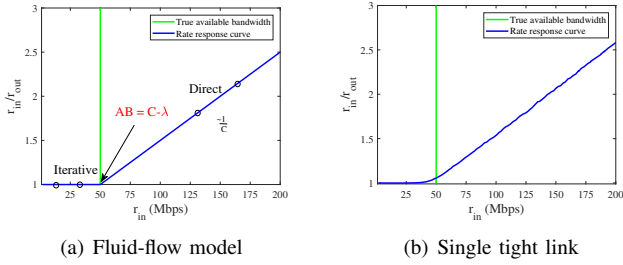 3
2.5
2
1.5
1
r_in/r_out
True available bandwidth
Rate response curve
Direct
AB = C-λ
~1/C
Iterative
25 50 75 100 125 150 175 200
r_in (Mbps)
(a) Fluid-flow model
3
2.5
2
1.5
1
r_in/r_out
True available bandwidth
Rate response curve
25 50 75 100 125 150 175 200
r_in (Mbps)
(b) Single tight link